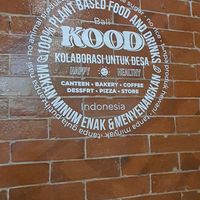 100% PLANT BASED FOOD AND DRINKS
Bali
KOOD
KOLABORASI UNTUK DESA
HAPPY HEALTHY
CANTEEN • BAKERY • COFFEE
DESSERT • PIZZA • STORE
Indonesia
MAKAN MINUM ENAK & MENYENANGKAN